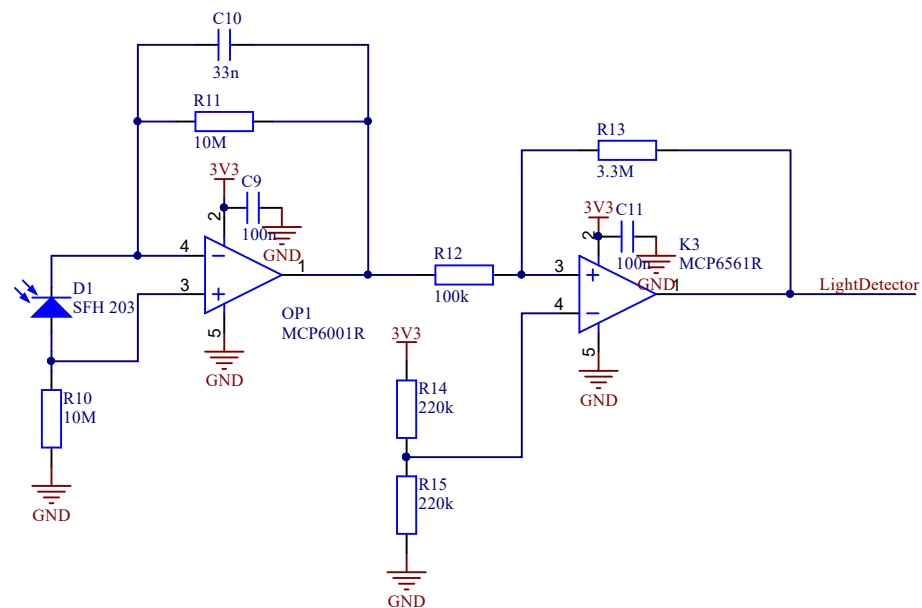 C10
33n
R11
10M
3V3
C9
100n
GND
2
4
3
1
5
OP1
MCP6001R
GND
D1
SFH 203
R10
10M
GND
R12
100k
R13
3.3M
3V3
C11
100n
GND
2
3
4
1
5
K3
MCP6561R
GND
LightDetector
3V3
R14
220k
R15
220k
GND